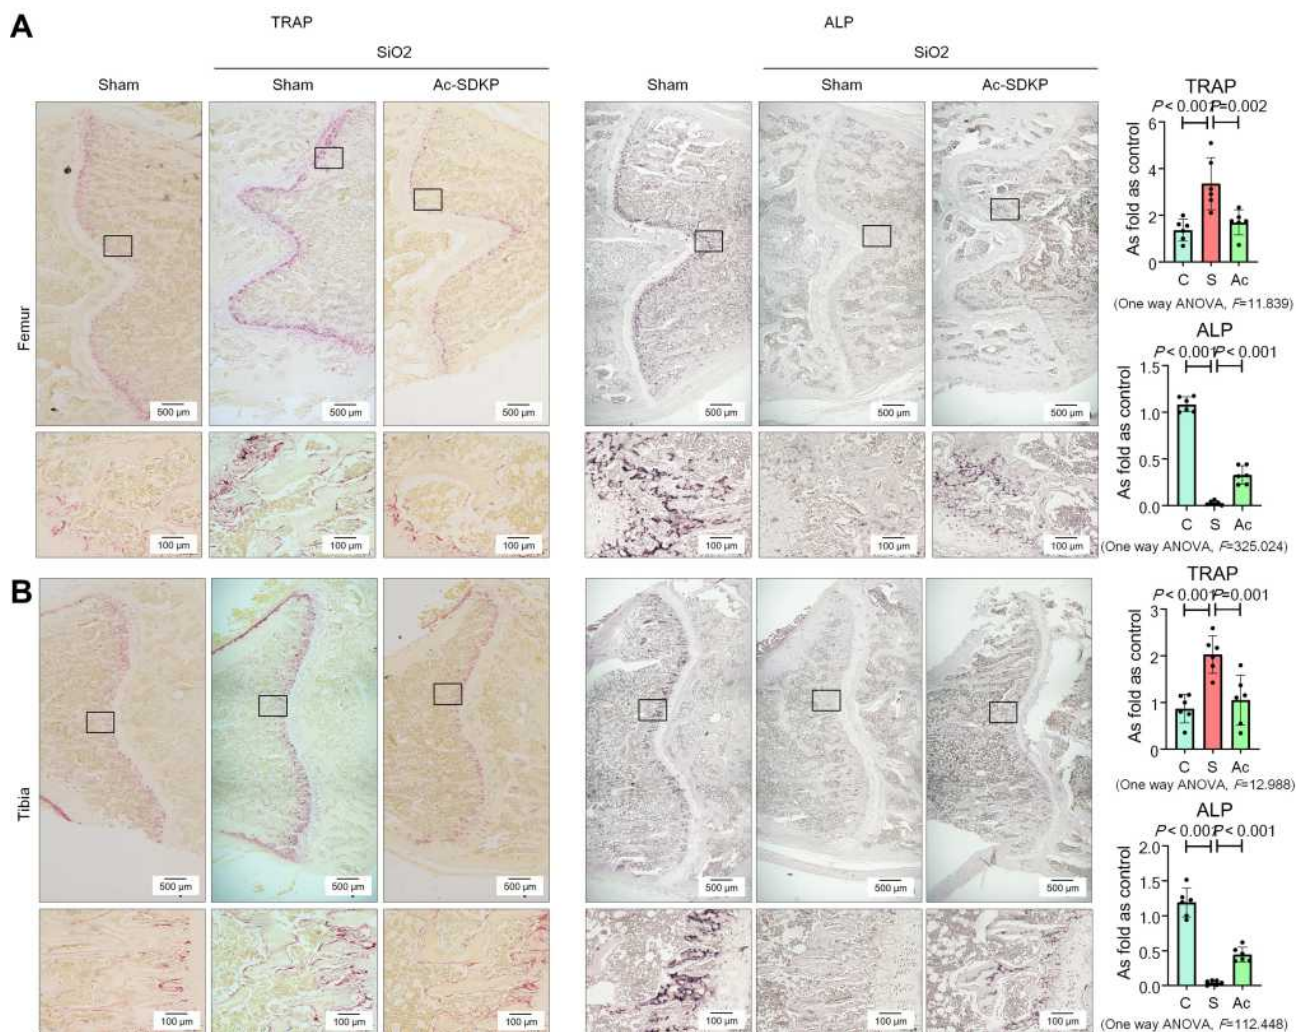 A
TRAP
ALP
SiO2
SiO2
Sham
Sham
Ac-SDKP
Sham
Sham
Ac-SDKP
Femur
500 µm
500 µm
500 µm
500 µm
500 µm
500 µm
100 µm
100 µm
100 µm
100 µm
100 µm
100 µm
TRAP
P < 0.001 P=0.002
As fold as control
6
4
2
0
C S Ac
(One way ANOVA, F=11.839)
ALP
P < 0.001 P < 0.001
As fold as control
1.5
1.0
0.5
0.0
C S Ac
(One way ANOVA, F=325.024)
B
Tibia
500 µm
500 µm
500 µm
500 µm
500 µm
500 µm
100 µm
100 µm
100 µm
100 µm
100 µm
100 µm
TRAP
P < 0.001 P=0.001
As fold as control
3
2
1
0
C S Ac
(One way ANOVA, F=12.988)
ALP
P < 0.001 P < 0.001
As fold as control
2.0
1.5
1.0
0.5
0.0
C S Ac
(One way ANOVA, F=112.448)